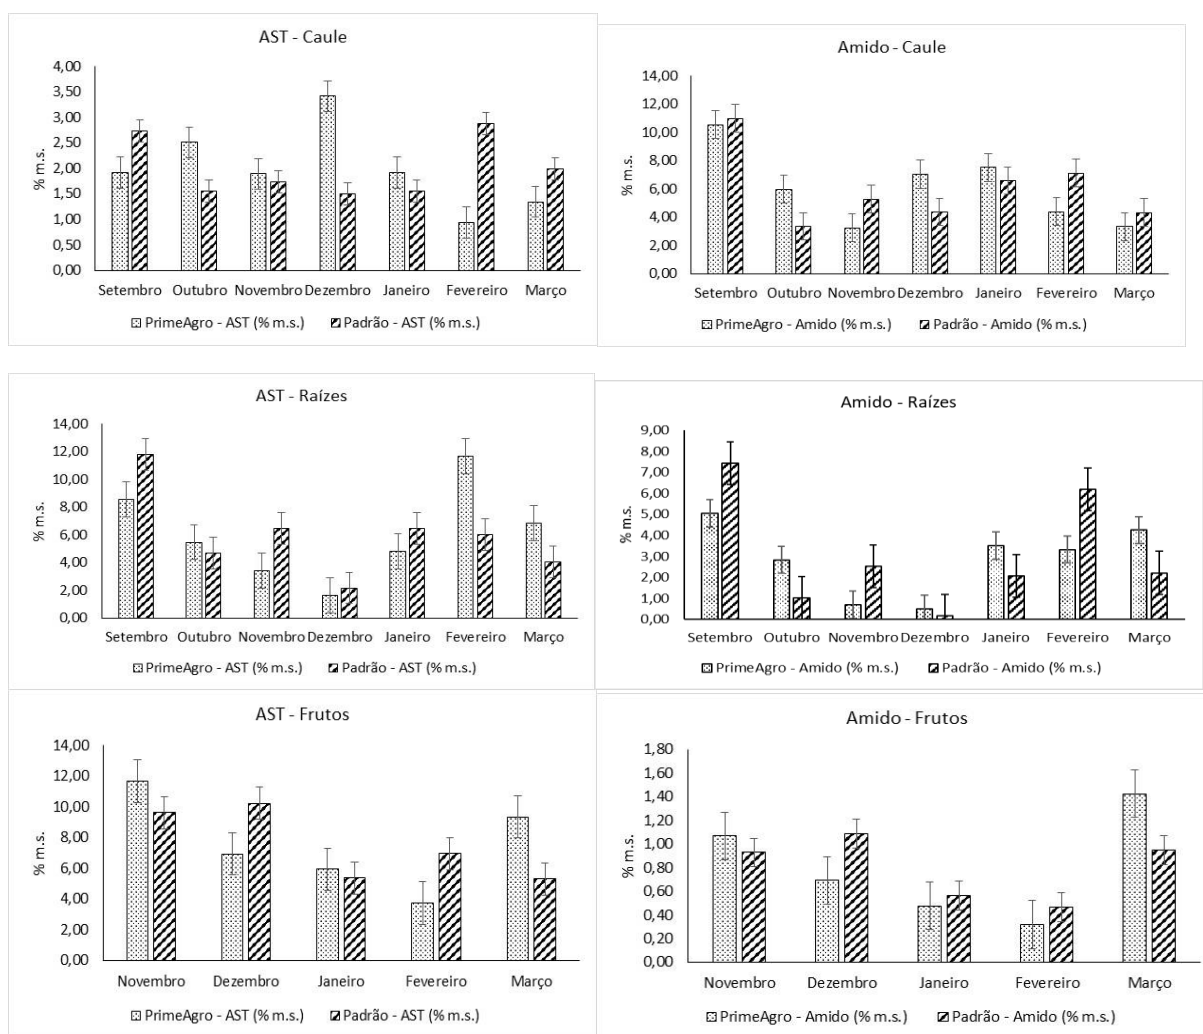 AST - Caule
% m.s.
4,00
3,50
3,00
2,50
2,00
1,50
1,00
0,50
0,00
Setembro Outubro Novembro Dezembro Janeiro Fevereiro Março
PrimeAgro - AST (% m.s.) Padrão - AST (% m.s.)
Amido - Caule
% m.s.
14,00
12,00
10,00
8,00
6,00
4,00
2,00
0,00
Setembro Outubro Novembro Dezembro Janeiro Fevereiro Março
PrimeAgro - Amido (% m.s.) Padrão - Amido (% m.s.)
AST - Raízes
% m.s.
14,00
12,00
10,00
8,00
6,00
4,00
2,00
0,00
Setembro Outubro Novembro Dezembro Janeiro Fevereiro Março
PrimeAgro - AST (% m.s.) Padrão - AST (% m.s.)
Amido - Raízes
% m.s.
9,00
8,00
7,00
6,00
5,00
4,00
3,00
2,00
1,00
0,00
Setembro Outubro Novembro Dezembro Janeiro Fevereiro Março
PrimeAgro - Amido (% m.s.) Padrão - Amido (% m.s.)
AST - Frutos
% m.s.
14,00
12,00
10,00
8,00
6,00
4,00
2,00
0,00
Novembro Dezembro Janeiro Fevereiro Março
PrimeAgro - AST (% m.s.) Padrão - AST (% m.s.)
Amido - Frutos
% m.s.
1,80
1,60
1,40
1,20
1,00
0,80
0,60
0,40
0,20
0,00
Novembro Dezembro Janeiro Fevereiro Março
PrimeAgro - Amido (% m.s.) Padrão - Amido (% m.s.)